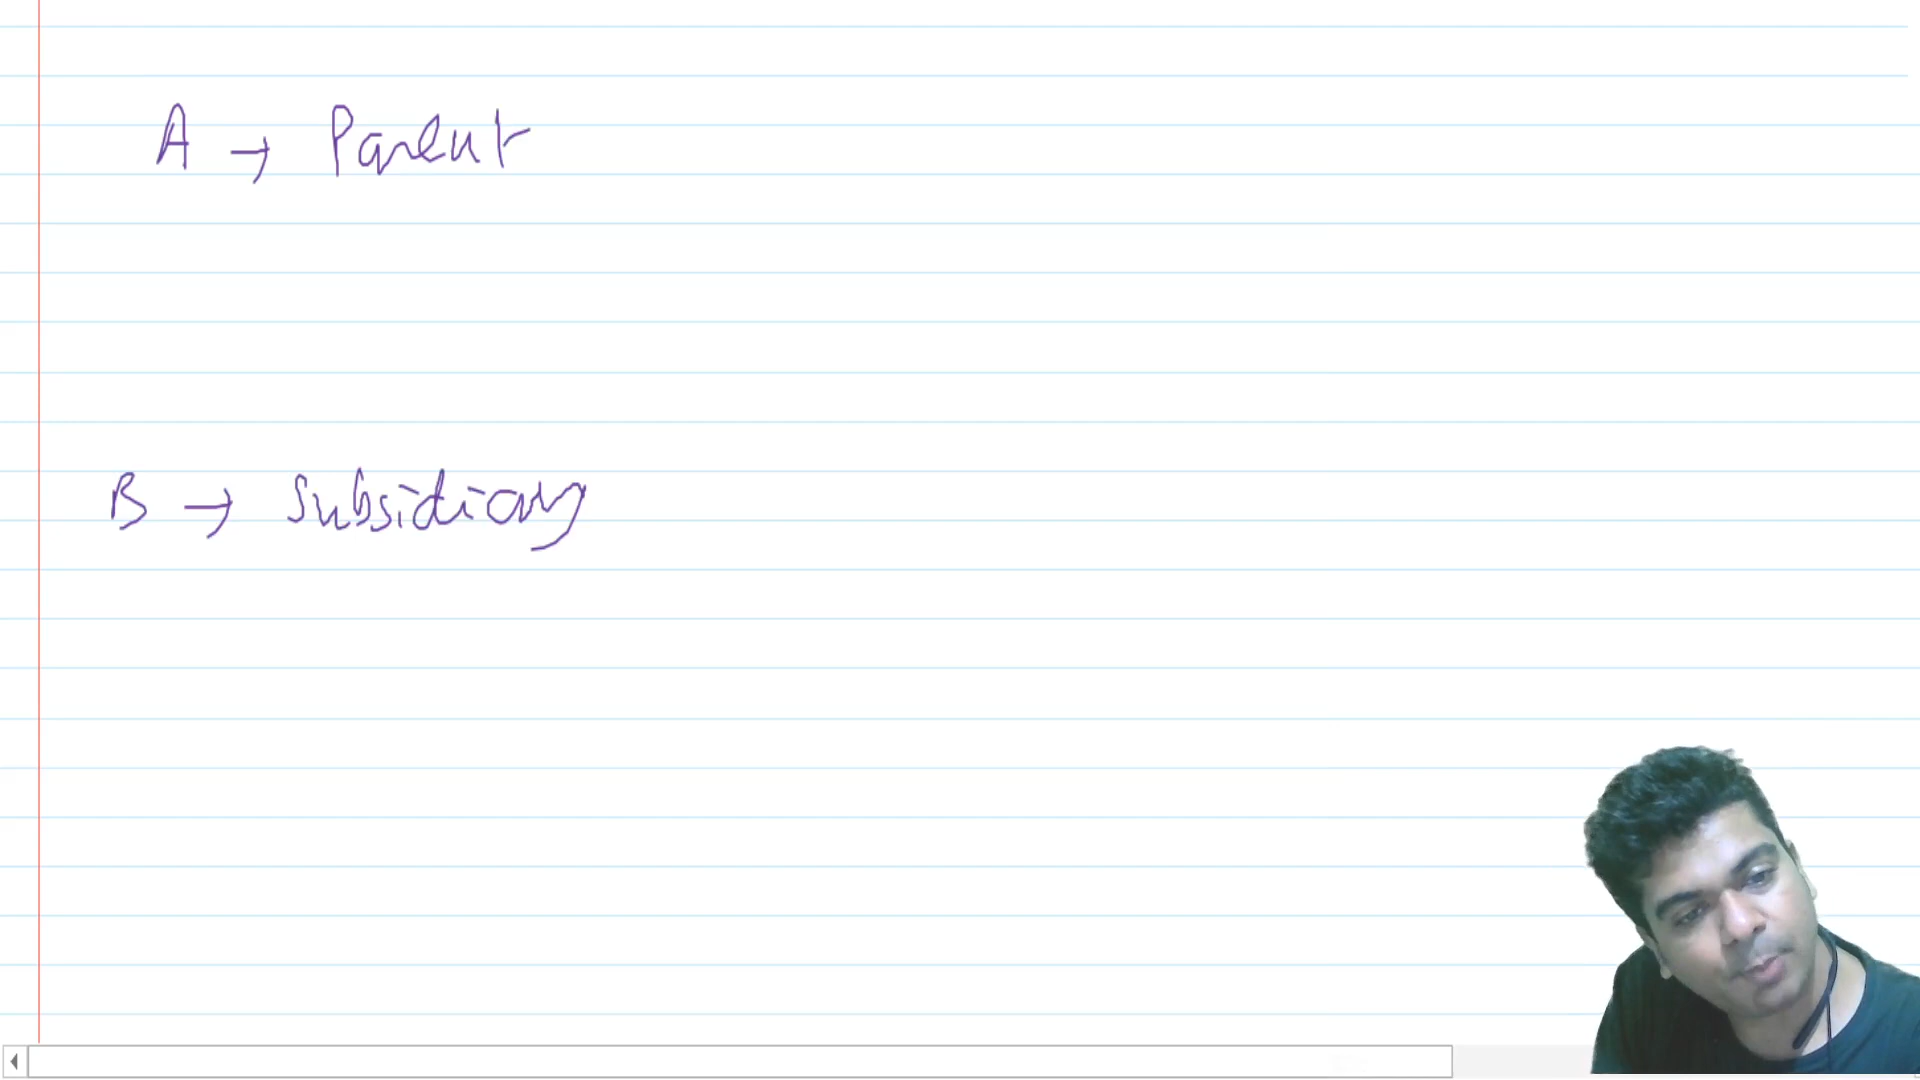 A → Parent
B → Subsidiary